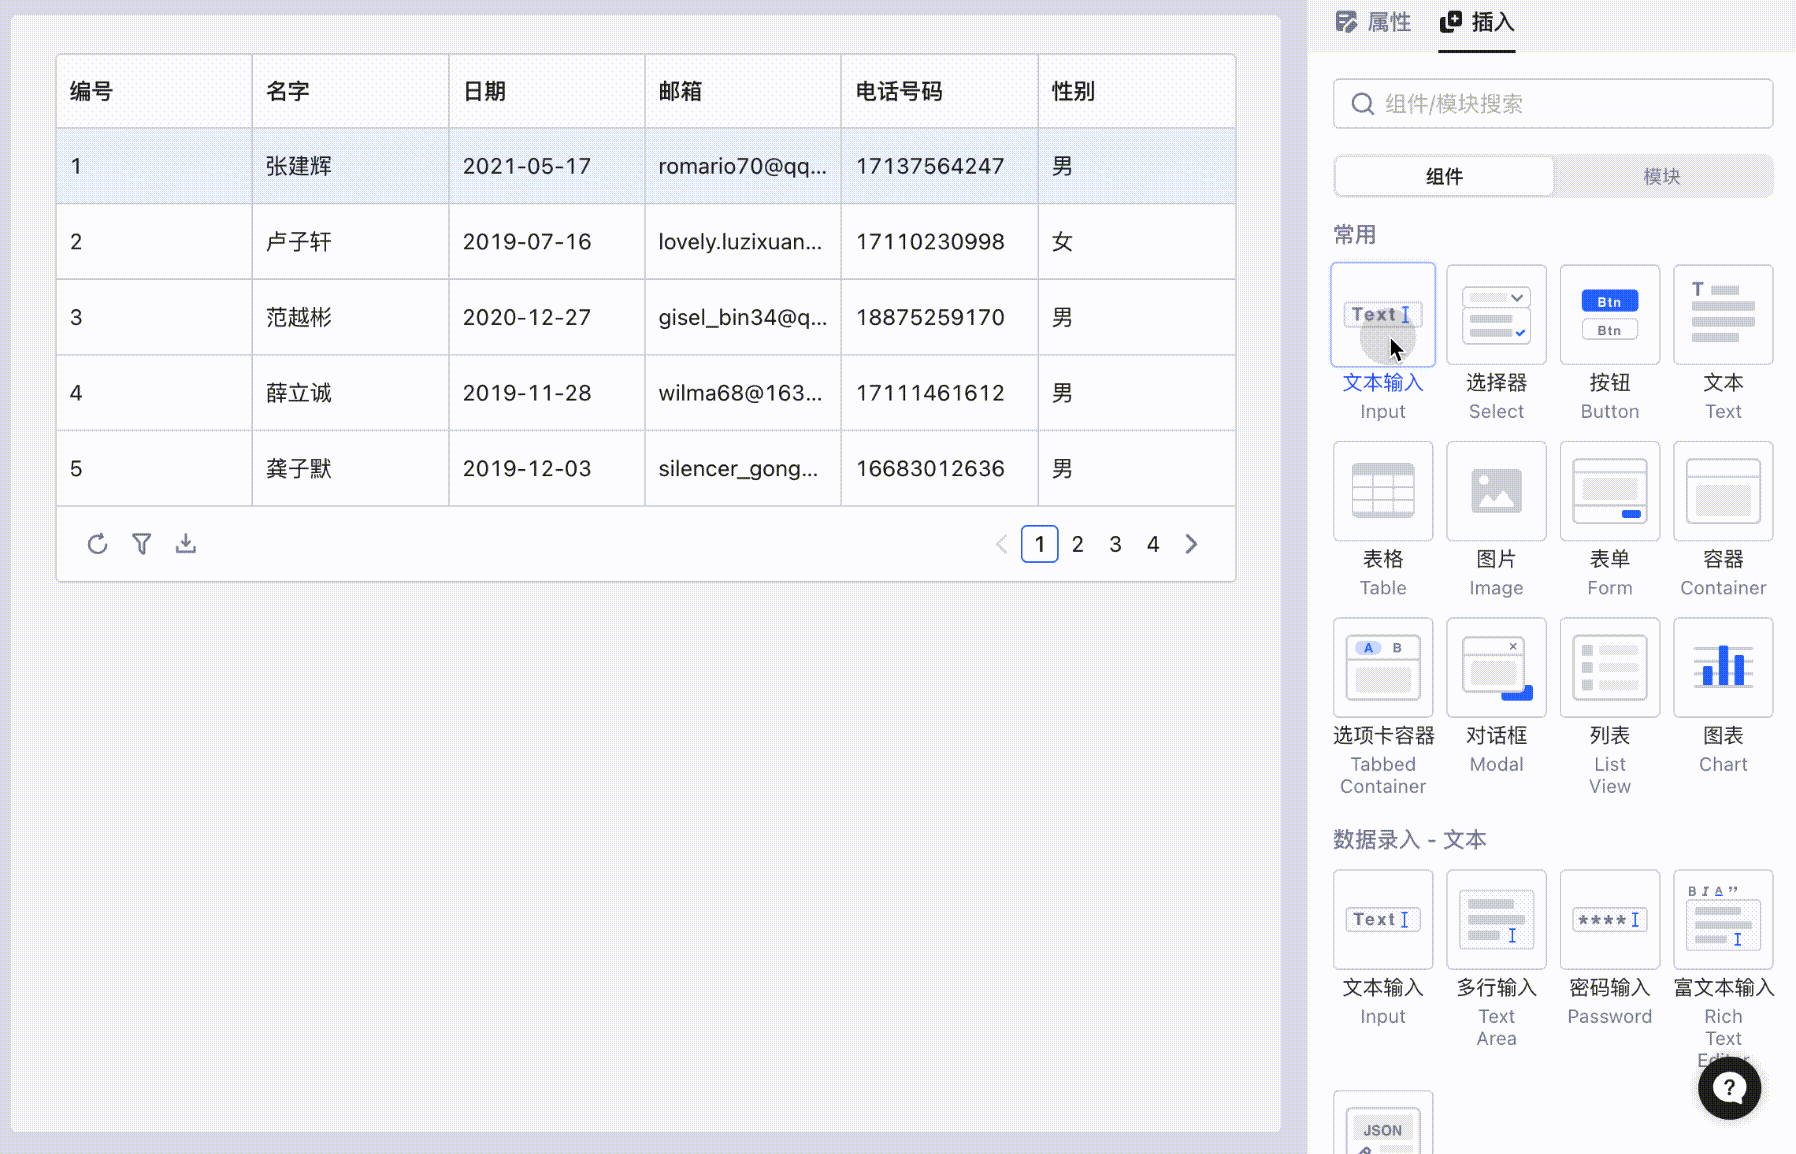 属性 插入
编号 名字 日期 邮箱 电话号码 性别
1 张建辉 2021-05-17 romario70@qq... 17137564247 男
2 卢子轩 2019-07-16 lovely.luzixuan... 17110230998 女
3 范越彬 2020-12-27 gisel_bin34@q... 18875259170 男
4 薛立诚 2019-11-28 wilma68@163... 17111461612 男
5 龚子默 2019-12-03 silencer_gong... 16683012636 男
1 2 3 4
组件/模块搜索
组件 模块
常用
Text Btn T
Btn
文本输入 选择器 按钮 文本
Input Select Button Text
表格 图片 表单 容器
Table Image Form Container
A B
选项卡容器 对话框 列表 图表
Tabbed Container Modal List View Chart
数据录入 - 文本
Text **** B I A ”
文本输入 多行输入 密码输入 富文本输入
Input Text Area Password Rich Text Editor
?
JSON